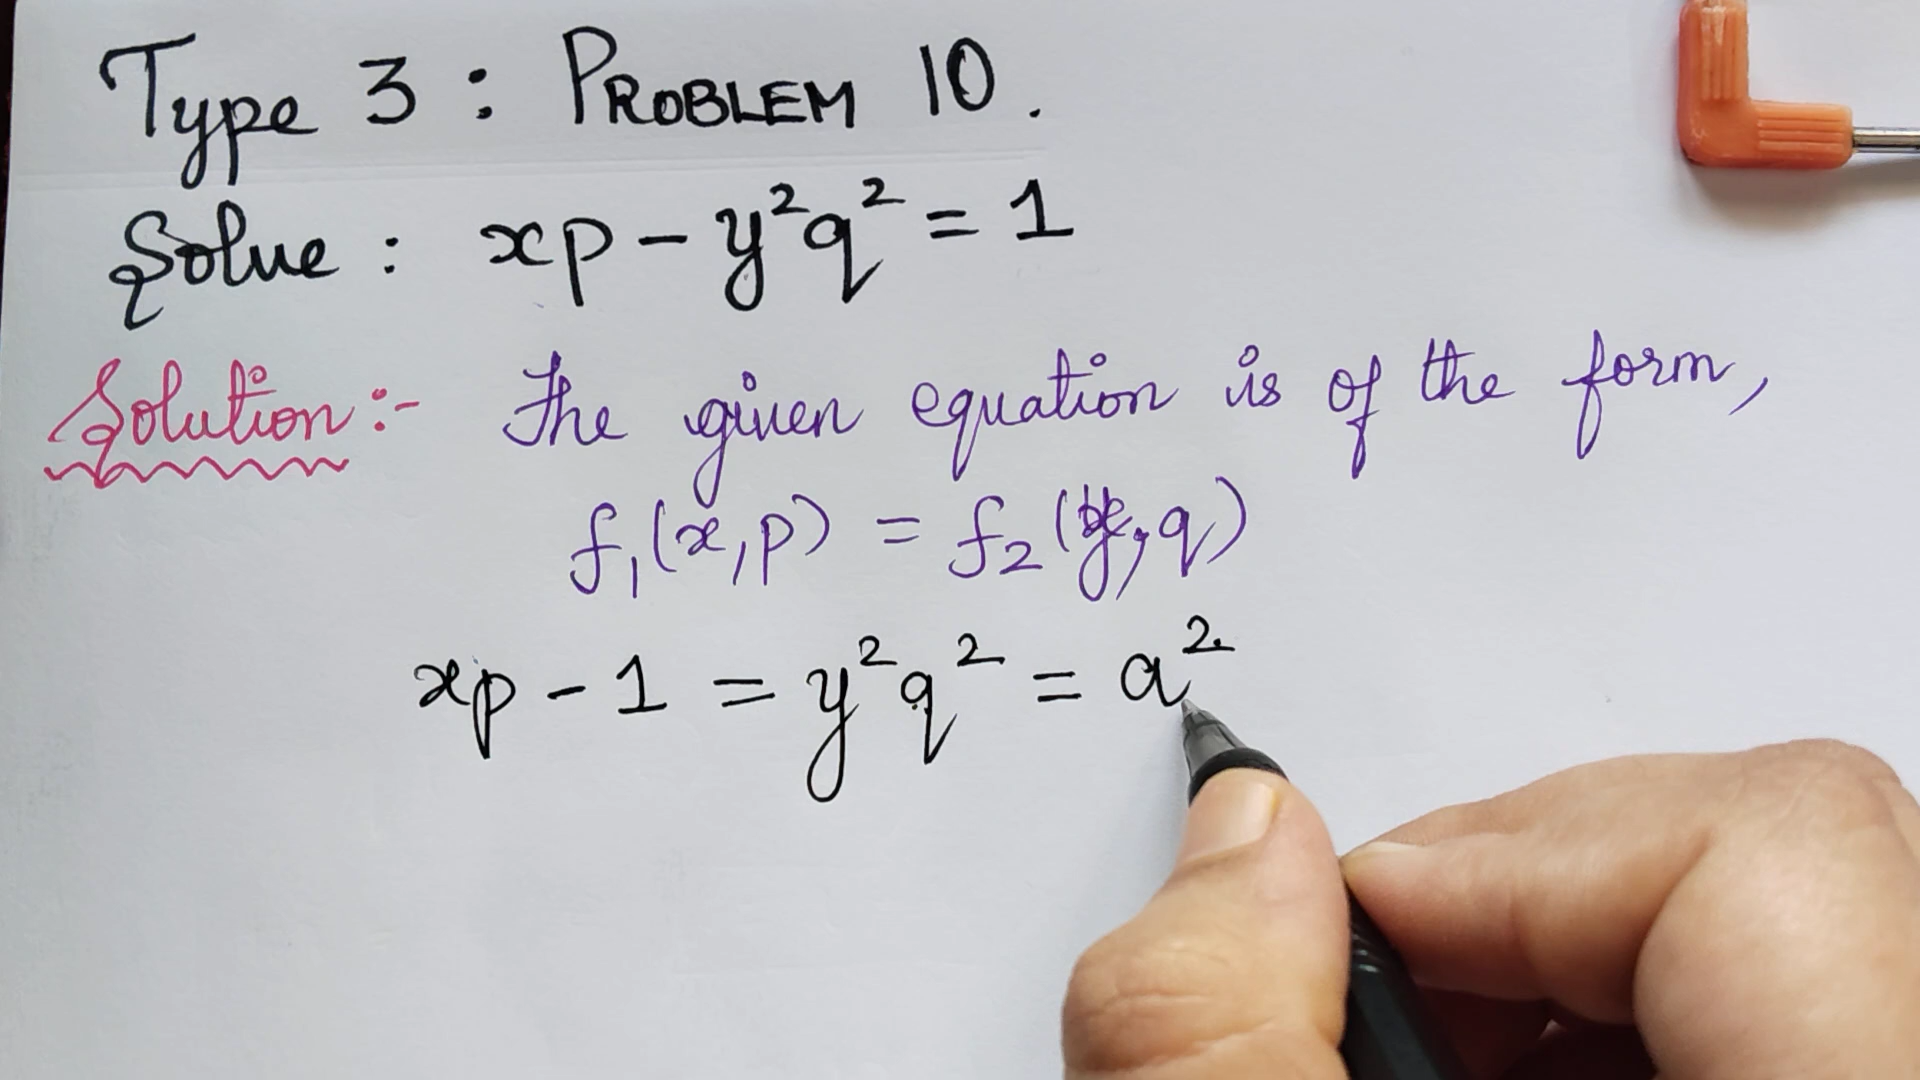 Type 3 : PROBLEM 10.
Solve : xp - y²q² = 1
Solution :- The given equation is of the form,
f₁(x, p) = f₂(y, q)
xp - 1 = y²q² = a²